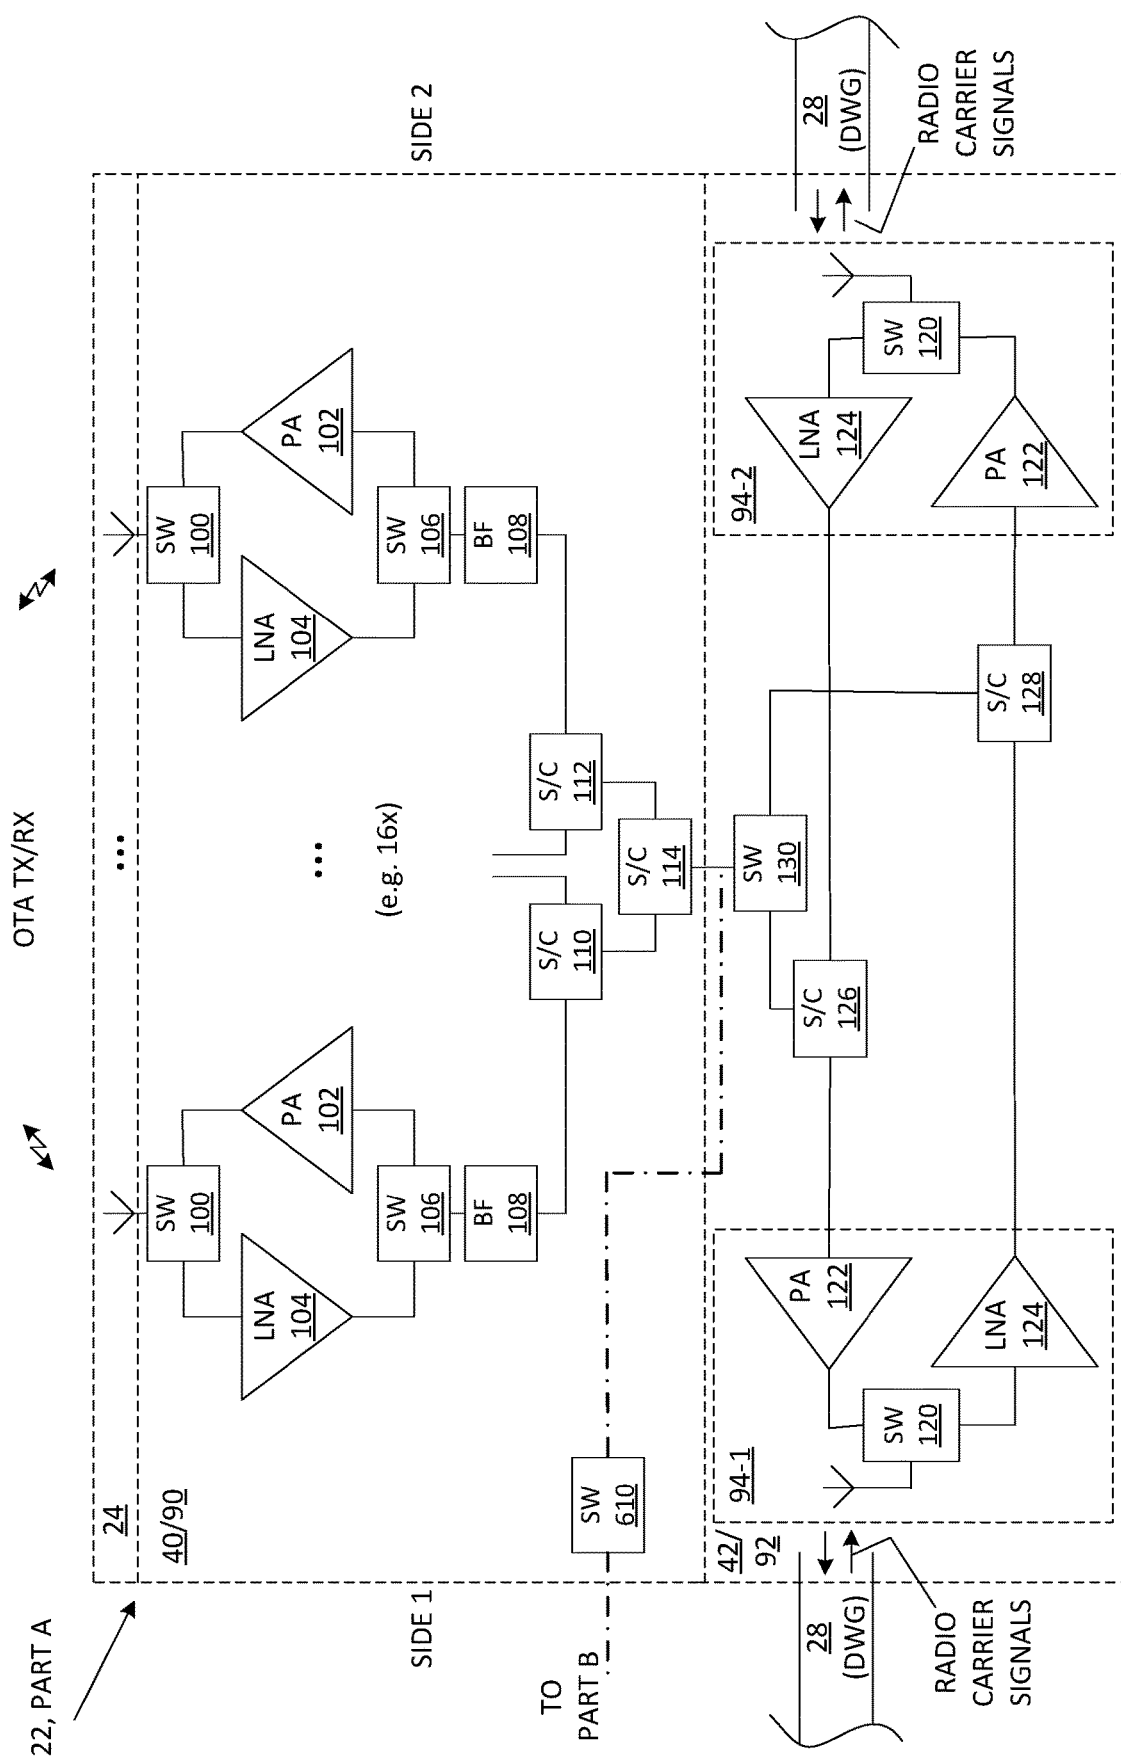 22, PART A
OTA TX/RX
24
...
40/90
SIDE 1
SIDE 2
SW
100
LNA
104
PA
102
SW
106
BF
108
...
(e.g. 16x)
SW
100
LNA
104
PA
102
SW
106
BF
108
S/C
110
S/C
112
S/C
114
SW
610
TO
PART B
42/
92
SW
130
S/C
126
S/C
128
94-1
PA
122
SW
120
LNA
124
94-2
LNA
124
SW
120
PA
122
28
(DWG)
RADIO
CARRIER
SIGNALS
28
(DWG)
RADIO
CARRIER
SIGNALS